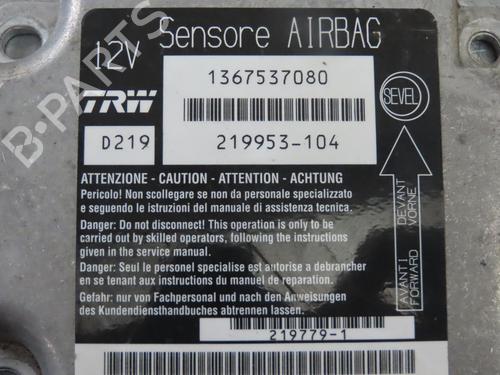 12V Sensore AIRBAG
1367537080
TRW
SEVEL
D219
219953-104
ATTENZIONE - CAUTION - ATTENTION - ACHTUNG
Pericolo! Non scollegare se non da personale specializzato
e seguendo le istruzioni del manuale di assistenza tecnica.
Danger: Do not disconnect! This operation is only to be
carried out by skilled operators, following the instructions
given in the service manual.
Danger: Seul le personel specialise est autorise a debrancher
en se tenant aux instructions du manuel de reparation.
Gefahr: nur von Fachpersonal und nach den Anweisungen
des Kundendiensthandbuches abtrennen lassen.
DEVANT
VORNE
AVANTI
FORWARD
219779-1
B-PARTS